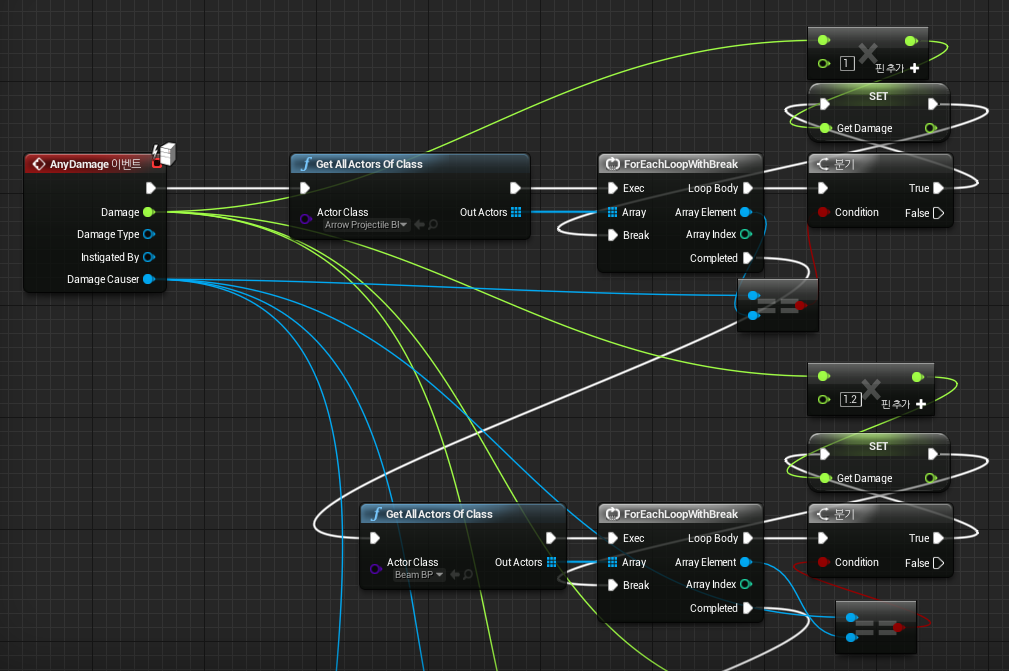 1
핀 추가
SET
Get Damage
AnyDamage 이벤트
Damage
Damage Type
Instigated By
Damage Causer
Get All Actors Of Class
Actor Class
Arrow Projectile BP
Out Actors
ForEachLoopWithBreak
Exec
Loop Body
Array
Array Element
Break
Array Index
Completed
분기
True
Condition
False
1.2
핀 추가
SET
Get Damage
Get All Actors Of Class
Actor Class
Beam BP
Out Actors
ForEachLoopWithBreak
Exec
Loop Body
Array
Array Element
Break
Array Index
Completed
분기
True
Condition
False